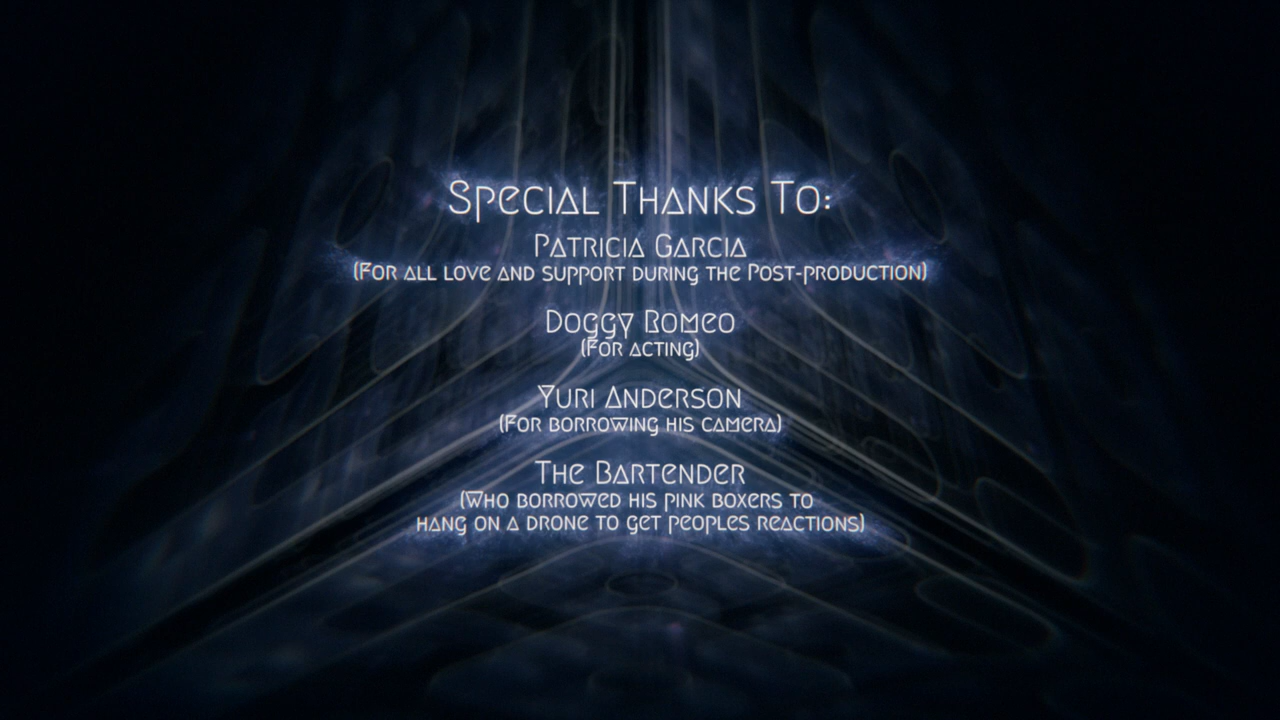 Special Thanks To:
Patricia Garcia
(For all love and support during the Post-production)
Doggy Romeo
(For acting)
Yuri Anderson
(For borrowing his camera)
The Bartender
(Who borrowed his pink boxers to
hang on a drone to get peoples reactions)